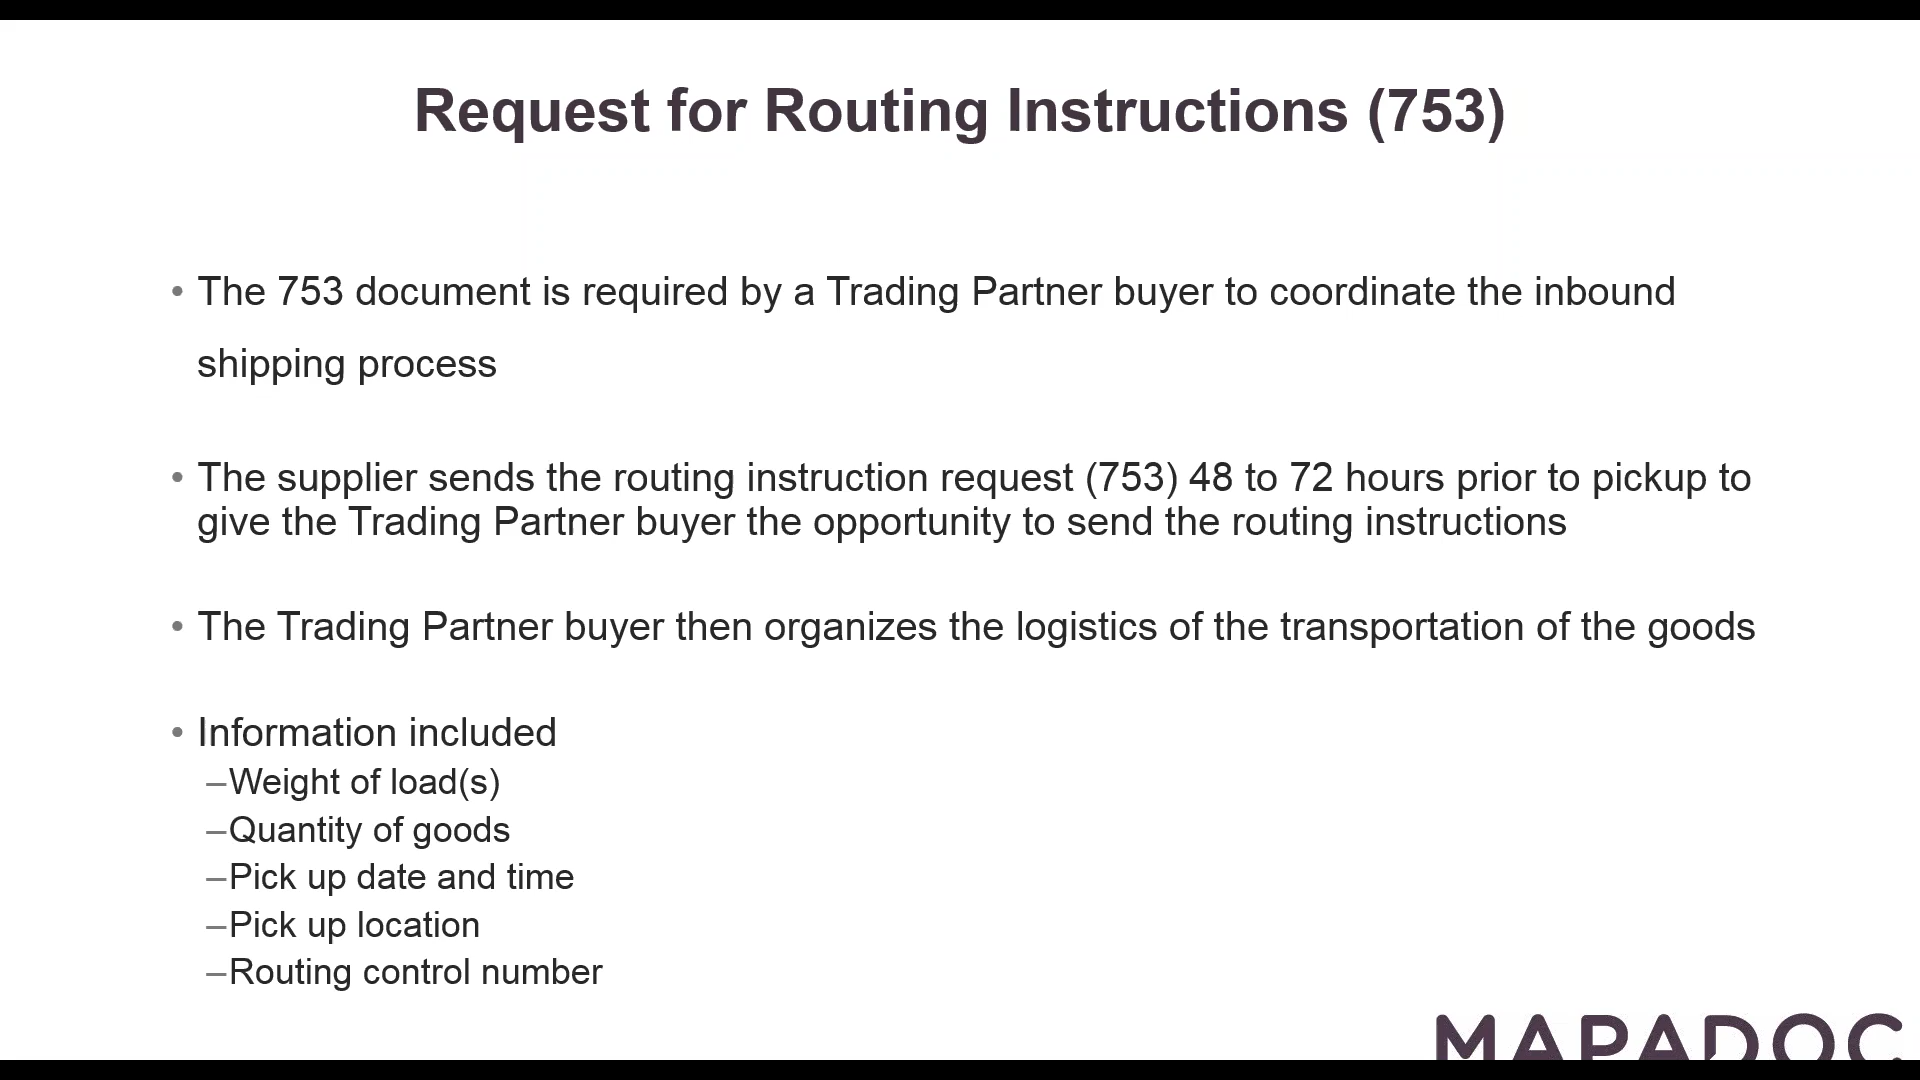 Request for Routing Instructions (753)
• The 753 document is required by a Trading Partner buyer to coordinate the inbound
shipping process
• The supplier sends the routing instruction request (753) 48 to 72 hours prior to pickup to
give the Trading Partner buyer the opportunity to send the routing instructions
• The Trading Partner buyer then organizes the logistics of the transportation of the goods
• Information included
–Weight of load(s)
–Quantity of goods
–Pick up date and time
–Pick up location
–Routing control number
MAPADOC